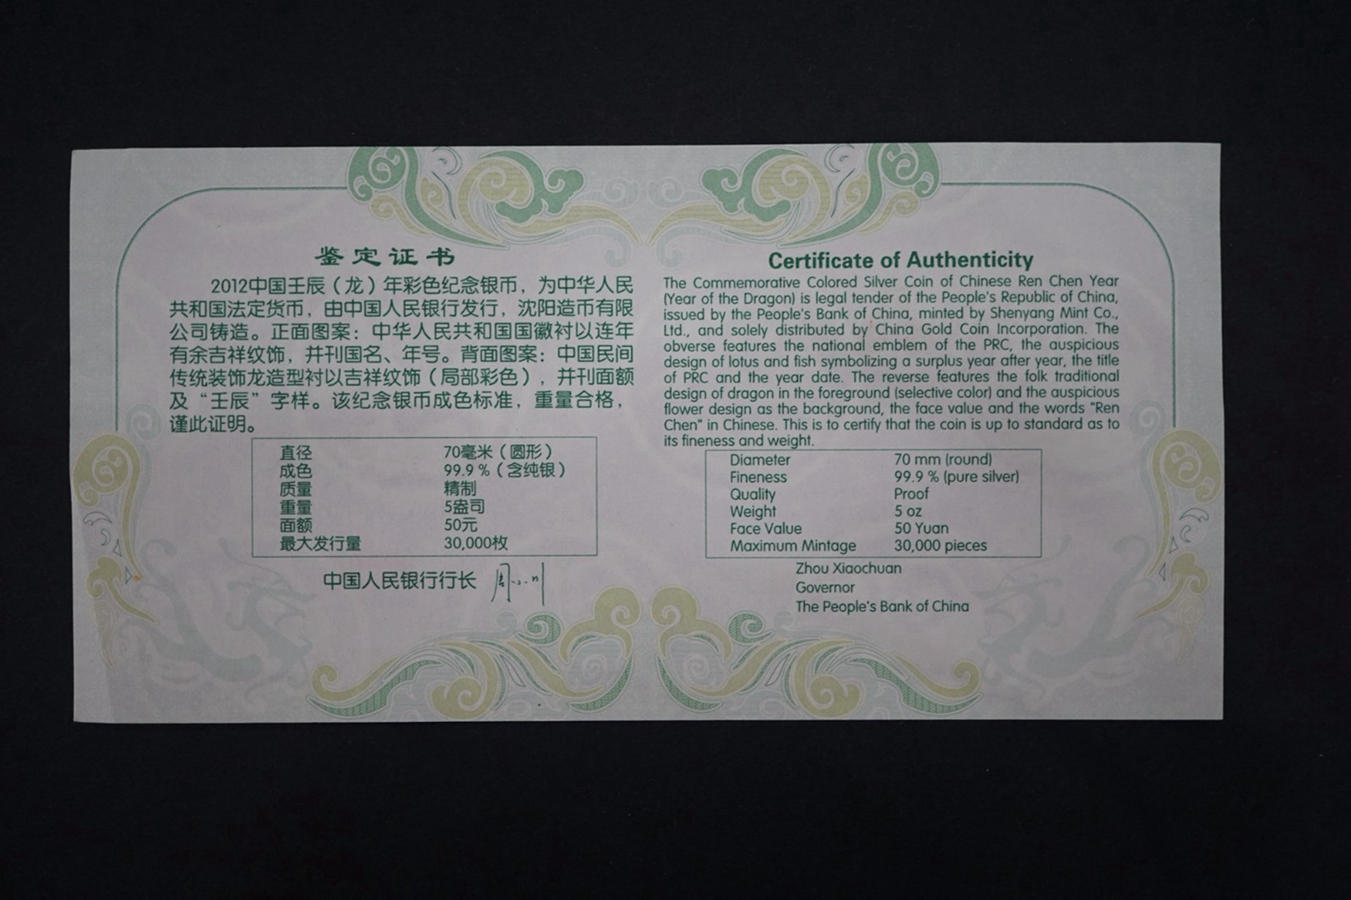 鉴定证书
2012中国壬辰（龙）年彩色纪念银币，为中华人民
共和国法定货币，由中国人民银行发行，沈阳造币有限
公司铸造。正面图案：中华人民共和国国徽衬以连年
有余吉祥纹饰，并刊国名、年号。背面图案：中国民间
传统装饰龙造型衬以吉祥纹饰（局部彩色），并刊面额
及“壬辰”字样。该纪念银币成色标准，重量合格，
谨此证明。
直径 70毫米（圆形）
成色 99.9%（含纯银）
质量 精制
重量 5盎司
面额 50元
最大发行量 30,000枚
中国人民银行行长 周小川
Certificate of Authenticity
The Commemorative Colored Silver Coin of Chinese Ren Chen Year
(Year of the Dragon) is legal tender of the People's Republic of China,
issued by the People's Bank of China, minted by Shenyang Mint Co.,
Ltd., and solely distributed by China Gold Coin Incorporation. The
obverse features the national emblem of the PRC, the auspicious
design of lotus and fish symbolizing a surplus year after year, the title
of PRC and the year date. The reverse features the folk traditional
design of dragon in the foreground (selective color) and the auspicious
flower design as the background, the face value and the words "Ren
Chen" in Chinese. This is to certify that the coin is up to standard as to
its fineness and weight.
Diameter 70 mm (round)
Fineness 99.9 % (pure silver)
Quality Proof
Weight 5 oz
Face Value 50 Yuan
Maximum Mintage 30,000 pieces
Zhou Xiaochuan
Governor
The People's Bank of China